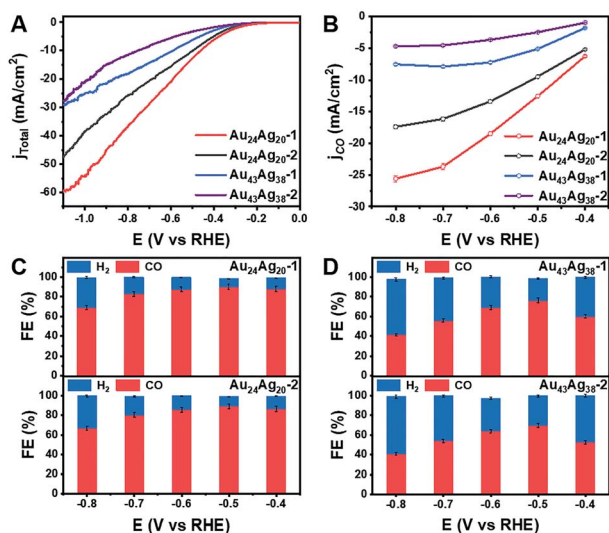 A
0
-10
-20
-30
-40
-50
-60
j_Total (mA/cm²)
Au₂₄Ag₂₀-1
Au₂₄Ag₂₀-2
Au₄₃Ag₃₈-1
Au₄₃Ag₃₈-2
-1.0 -0.8 -0.6 -0.4 -0.2 0.0
E (V vs RHE)
B
0
-5
-10
-15
-20
-25
-30
j_CO (mA/cm²)
Au₂₄Ag₂₀-1
Au₂₄Ag₂₀-2
Au₄₃Ag₃₈-1
Au₄₃Ag₃₈-2
-0.8 -0.7 -0.6 -0.5 -0.4
E (V vs RHE)
C
H₂ CO Au₂₄Ag₂₀-1
100
80
60
40
20
0
FE (%)
H₂ CO Au₂₄Ag₂₀-2
100
80
60
40
20
0
FE (%)
-0.8 -0.7 -0.6 -0.5 -0.4
E (V vs RHE)
D
H₂ CO Au₄₃Ag₃₈-1
100
80
60
40
20
0
FE (%)
H₂ CO Au₄₃Ag₃₈-2
100
80
60
40
20
0
FE (%)
-0.8 -0.7 -0.6 -0.5 -0.4
E (V vs RHE)